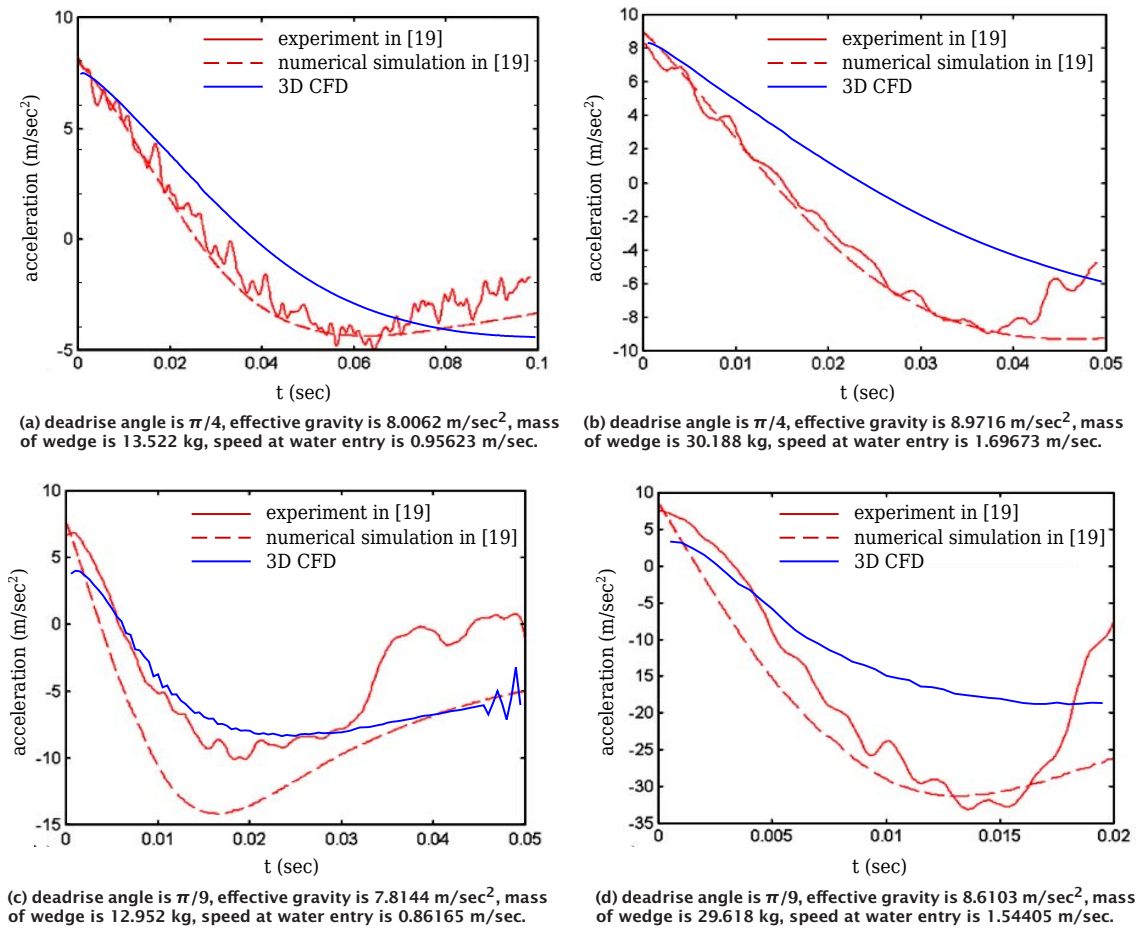 10
5
0
-5
0
0.02
0.04
0.06
0.08
0.1
acceleration (m/sec²)
t (sec)
experiment in [19]
numerical simulation in [19]
3D CFD
(a) deadrise angle is π/4, effective gravity is 8.0062 m/sec², mass
of wedge is 13.522 kg, speed at water entry is 0.95623 m/sec.
10
8
6
4
2
0
-2
-4
-6
-8
-10
0
0.01
0.02
0.03
0.04
0.05
acceleration (m/sec²)
t (sec)
experiment in [19]
numerical simulation in [19]
3D CFD
(b) deadrise angle is π/4, effective gravity is 8.9716 m/sec², mass
of wedge is 30.188 kg, speed at water entry is 1.69673 m/sec.
10
5
0
-5
-10
-15
0
0.01
0.02
0.03
0.04
0.05
acceleration (m/sec²)
t (sec)
experiment in [19]
numerical simulation in [19]
3D CFD
(c) deadrise angle is π/9, effective gravity is 7.8144 m/sec², mass
of wedge is 12.952 kg, speed at water entry is 0.86165 m/sec.
10
5
0
-5
-10
-15
-20
-25
-30
-35
0
0.005
0.01
0.015
0.02
acceleration (m/sec²)
t (sec)
experiment in [19]
numerical simulation in [19]
3D CFD
(d) deadrise angle is π/9, effective gravity is 8.6103 m/sec², mass
of wedge is 29.618 kg, speed at water entry is 1.54405 m/sec.